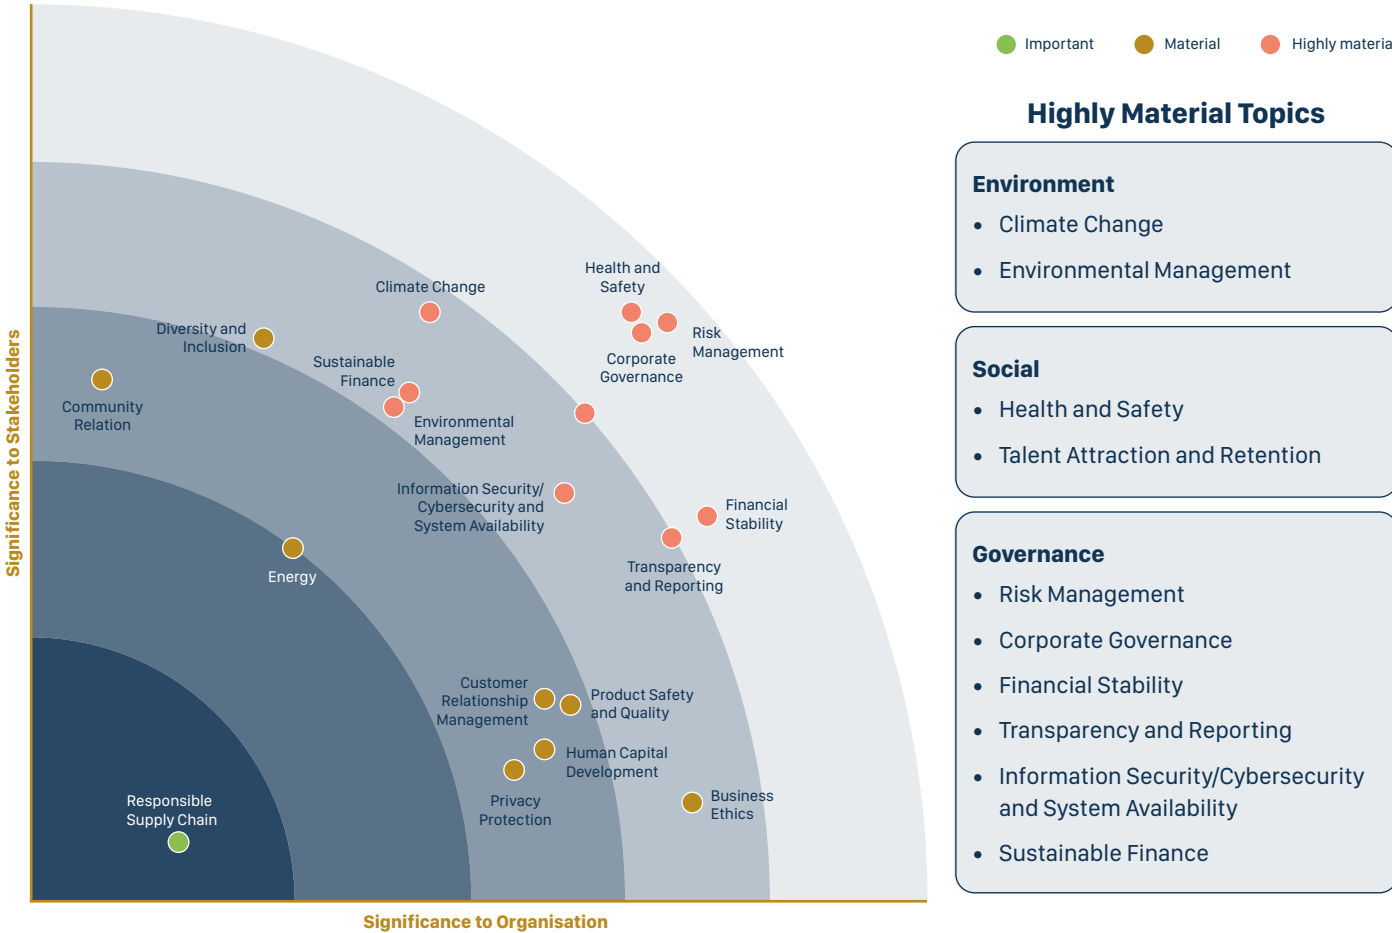 Important
Material
Highly materia
Highly Material Topics
Environment
• Climate Change
• Environmental Management
Social
• Health and Safety
• Talent Attraction and Retention
Governance
• Risk Management
• Corporate Governance
• Financial Stability
• Transparency and Reporting
• Information Security/Cybersecurity
and System Availability
• Sustainable Finance
Significance to Stakeholders
Health and
Safety
Climate Change
Diversity and
Inclusion
Risk
Management
Sustainable
Finance
Corporate
Governance
Community
Relation
Environmental
Management
Information Security/
Cybersecurity and
System Availability
Financial
Stability
Energy
Transparency
and Reporting
Customer
Relationship
Management
Product Safety
and Quality
Human Capital
Development
Privacy
Protection
Business
Ethics
Responsible
Supply Chain
Significance to Organisation